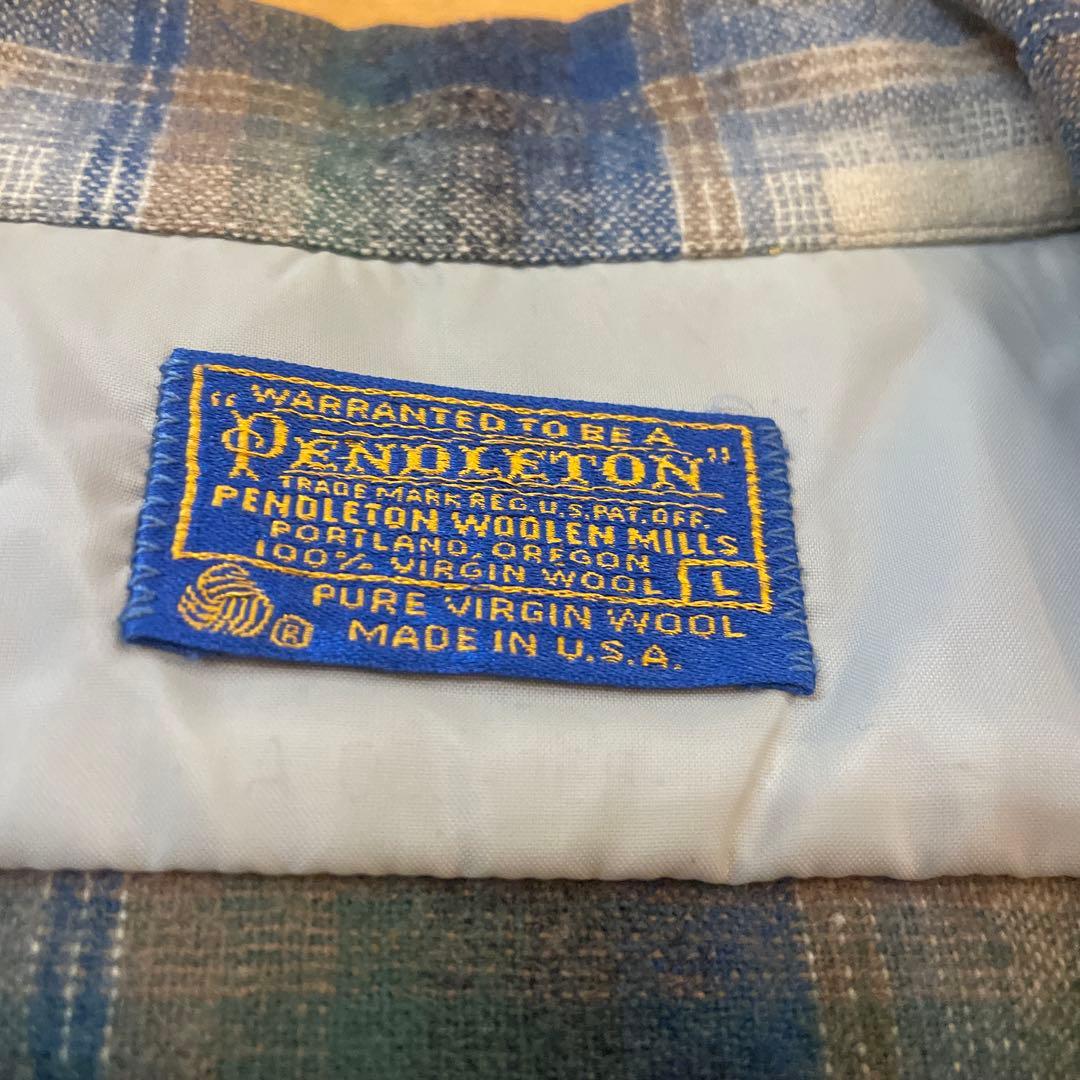 "WARRANTED TO BE A
PENDLETON"
TRADE MARK REG. U.S. PAT. OFF.
PENDLETON WOOLEN MILLS
PORTLAND, OREGON
100% VIRGIN WOOL L
® PURE VIRGIN WOOL
MADE IN U.S.A.